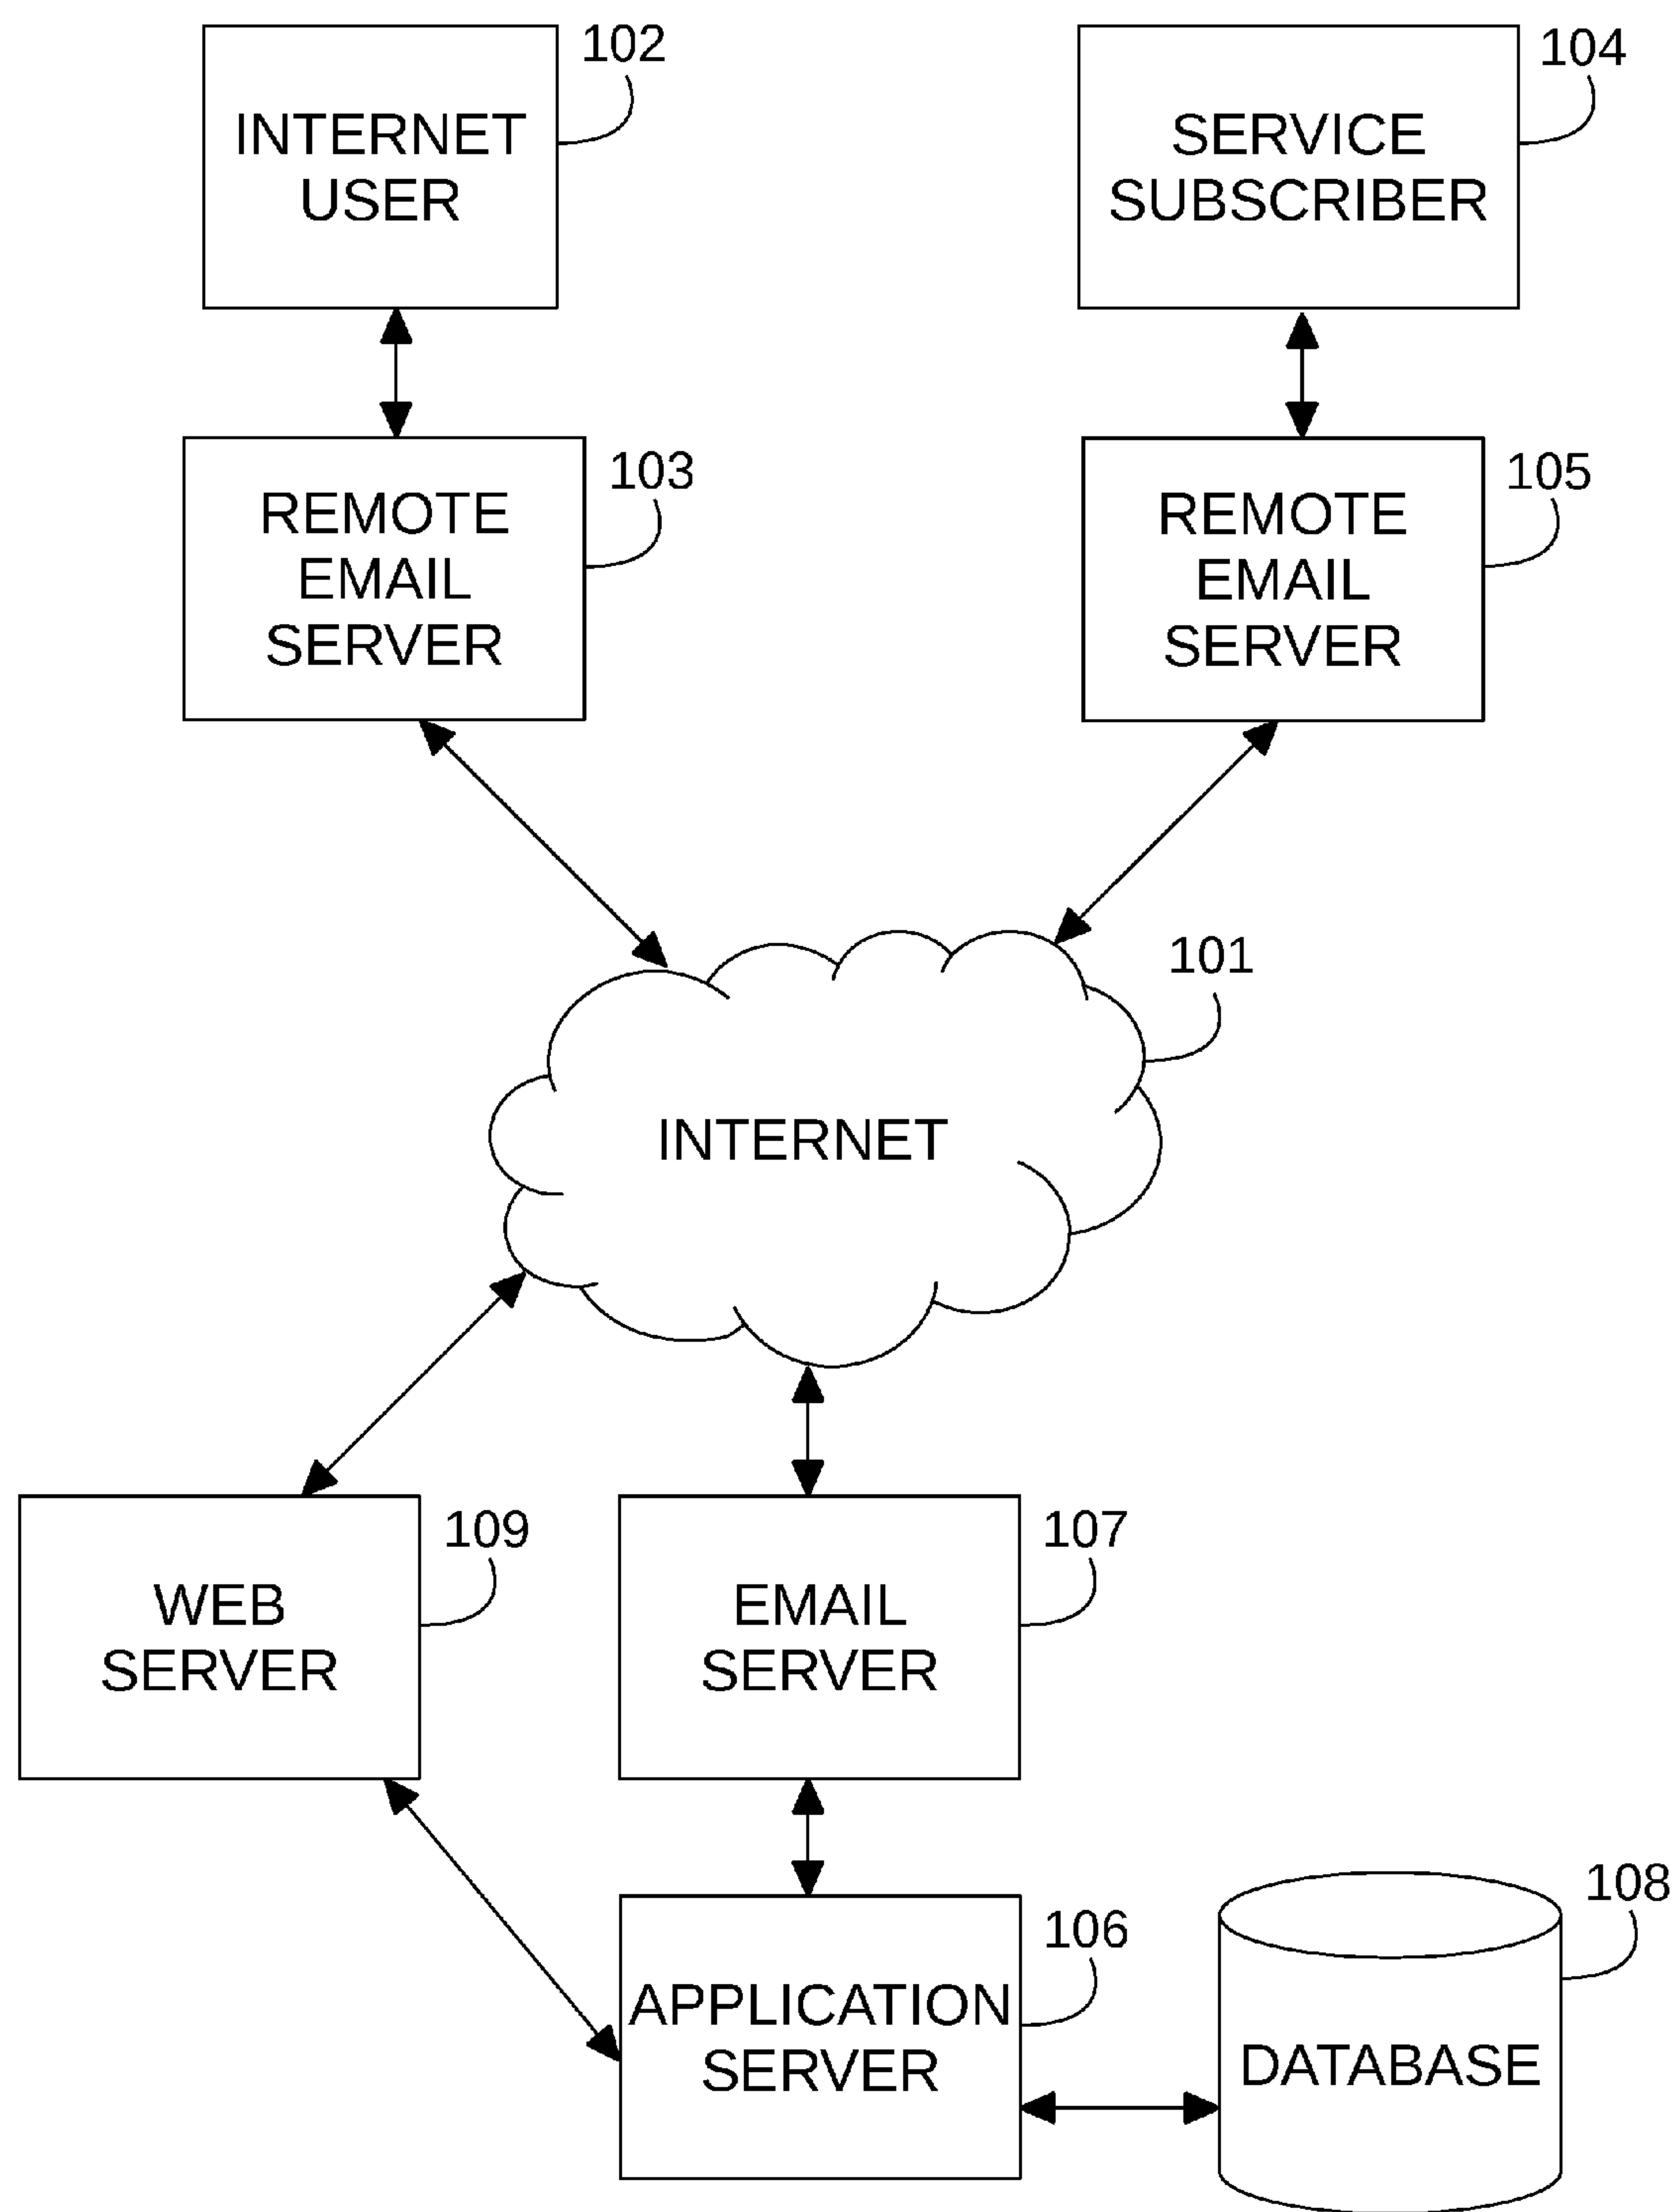 102
INTERNET
USER
104
SERVICE
SUBSCRIBER
103
REMOTE
EMAIL
SERVER
105
REMOTE
EMAIL
SERVER
101
INTERNET
109
WEB
SERVER
107
EMAIL
SERVER
106
APPLICATION
SERVER
108
DATABASE